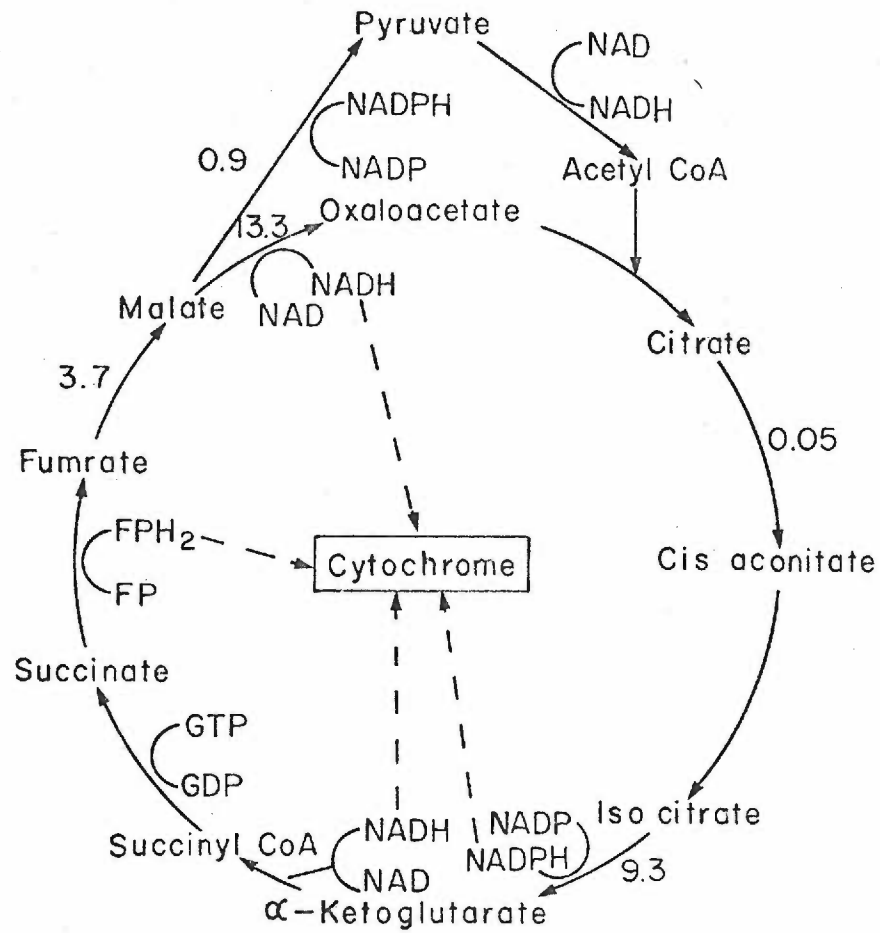 Pyruvate
NAD
NADPH
NADH
0.9
NADP
Acetyl CoA
13.3
Oxaloacetate
Malate
NADH
NAD
Citrate
3.7
0.05
Fumrate
FPH₂
Cytochrome
Cis aconitate
FP
Succinate
GTP
GDP
Iso citrate
NADH
NADP
Succinyl CoA
NADPH
9.3
NAD
α-Ketoglutarate